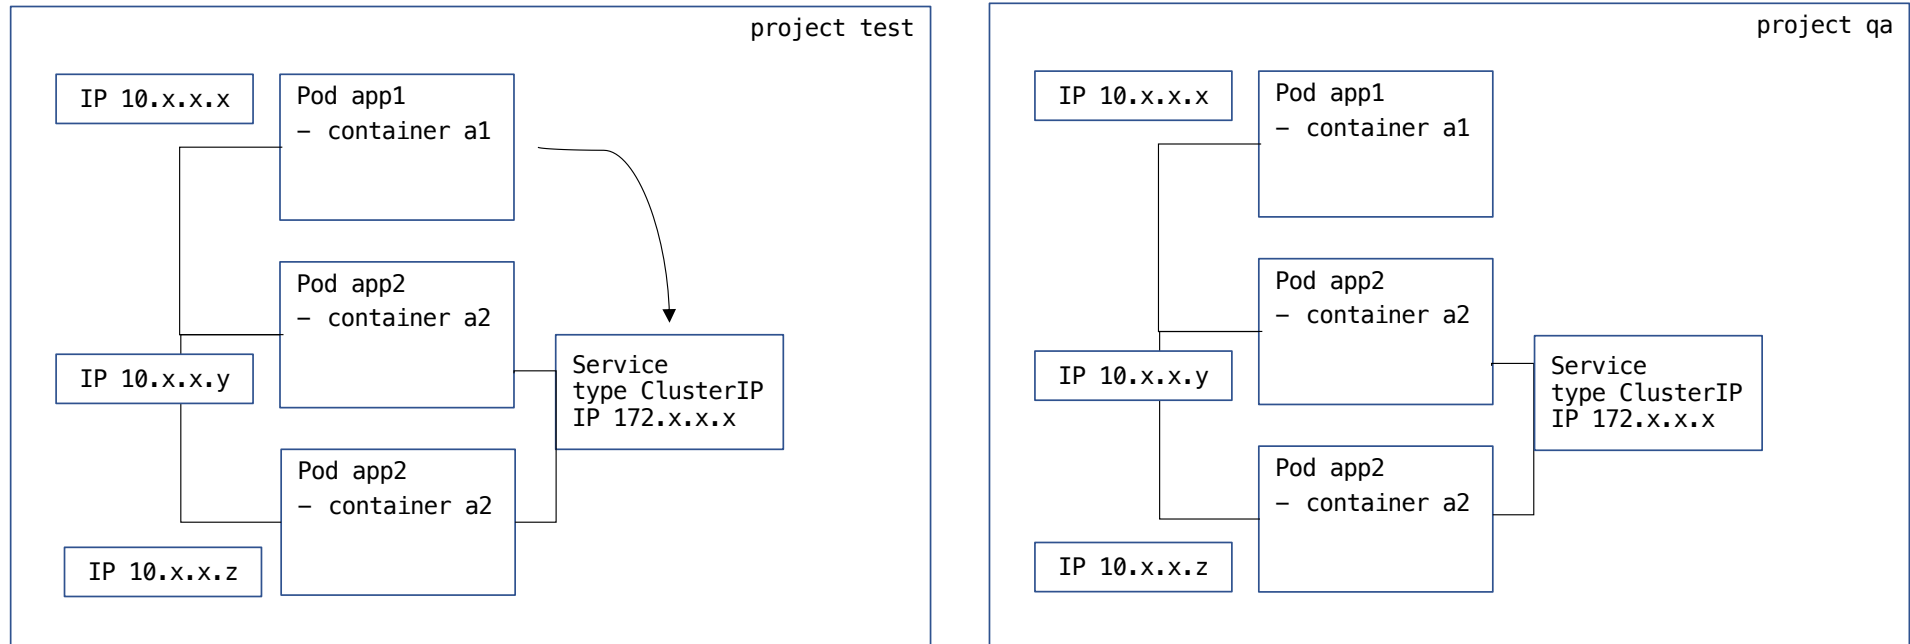 project test
IP 10.x.x.x
Pod app1
– container a1
Pod app2
– container a2
IP 10.x.x.y
Service
type ClusterIP
IP 172.x.x.x
Pod app2
– container a2
IP 10.x.x.z
project qa
IP 10.x.x.x
Pod app1
– container a1
Pod app2
– container a2
IP 10.x.x.y
Service
type ClusterIP
IP 172.x.x.x
Pod app2
– container a2
IP 10.x.x.z